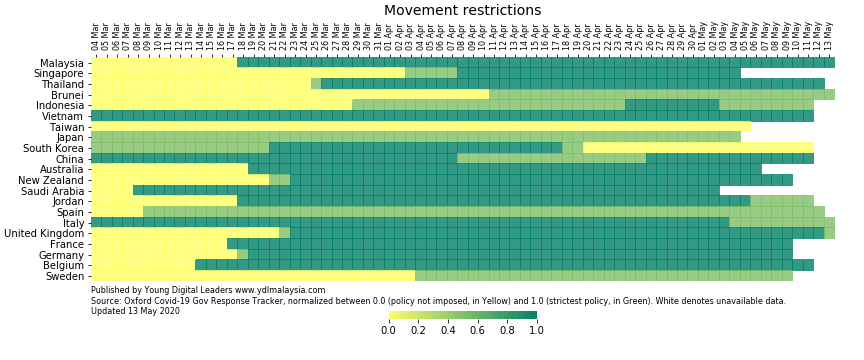 Movement restrictions
04 Mar
05 Mar
06 Mar
07 Mar
08 Mar
09 Mar
10 Mar
11 Mar
12 Mar
13 Mar
14 Mar
15 Mar
16 Mar
17 Mar
18 Mar
19 Mar
20 Mar
21 Mar
22 Mar
23 Mar
24 Mar
25 Mar
26 Mar
27 Mar
28 Mar
29 Mar
30 Mar
31 Mar
01 Apr
02 Apr
03 Apr
04 Apr
05 Apr
06 Apr
07 Apr
08 Apr
09 Apr
10 Apr
11 Apr
12 Apr
13 Apr
14 Apr
15 Apr
16 Apr
17 Apr
18 Apr
19 Apr
20 Apr
21 Apr
22 Apr
23 Apr
24 Apr
25 Apr
26 Apr
27 Apr
28 Apr
29 Apr
30 Apr
01 May
02 May
03 May
04 May
05 May
06 May
07 May
08 May
09 May
10 May
11 May
12 May
13 May
Malaysia
Singapore
Thailand
Brunei
Indonesia
Vietnam
Taiwan
Japan
South Korea
China
Australia
New Zealand
Saudi Arabia
Jordan
Spain
Italy
United Kingdom
France
Germany
Belgium
Sweden
Published by Young Digital Leaders www.ydlmalaysia.com
Source: Oxford Covid-19 Gov Response Tracker, normalized between 0.0 (policy not imposed, in Yellow) and 1.0 (strictest policy, in Green). White denotes unavailable data.
Updated 13 May 2020
0.0 0.2 0.4 0.6 0.8 1.0